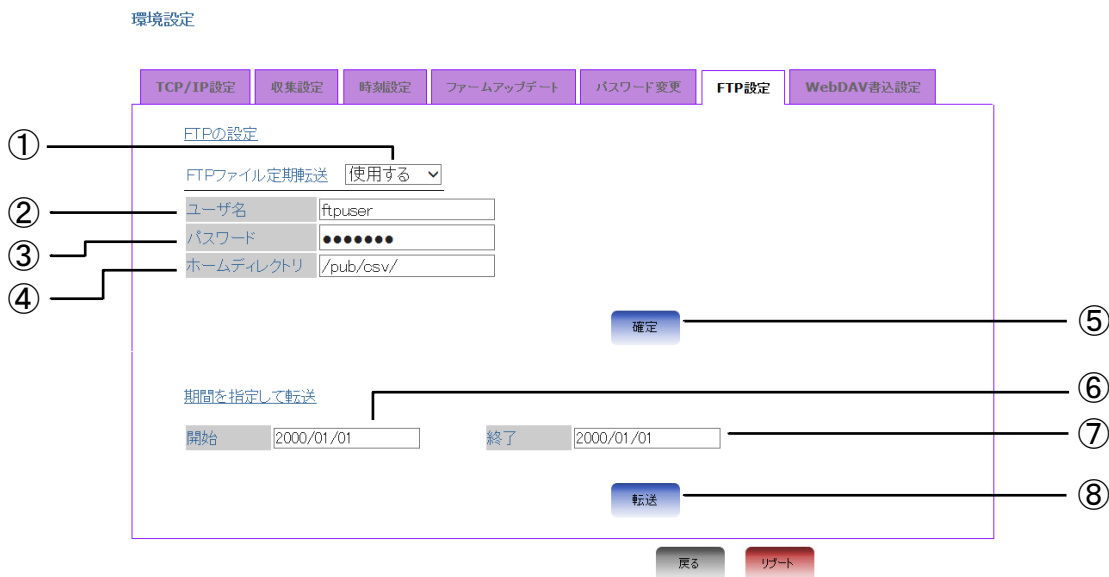 環境設定
TCP/IP設定 収集設定 時刻設定 ファームアップデート パスワード変更 FTP設定 WebDAV書込設定
FTPの設定
①
FTPファイル定期転送 使用する
② ユーザ名 ftpuser
③ パスワード ●●●●●●●
④ ホームディレクトリ /pub/csv/
確定 ⑤
期間を指定して転送 ⑥
開始 2000/01/01 終了 2000/01/01 ⑦
転送 ⑧
戻る リブート